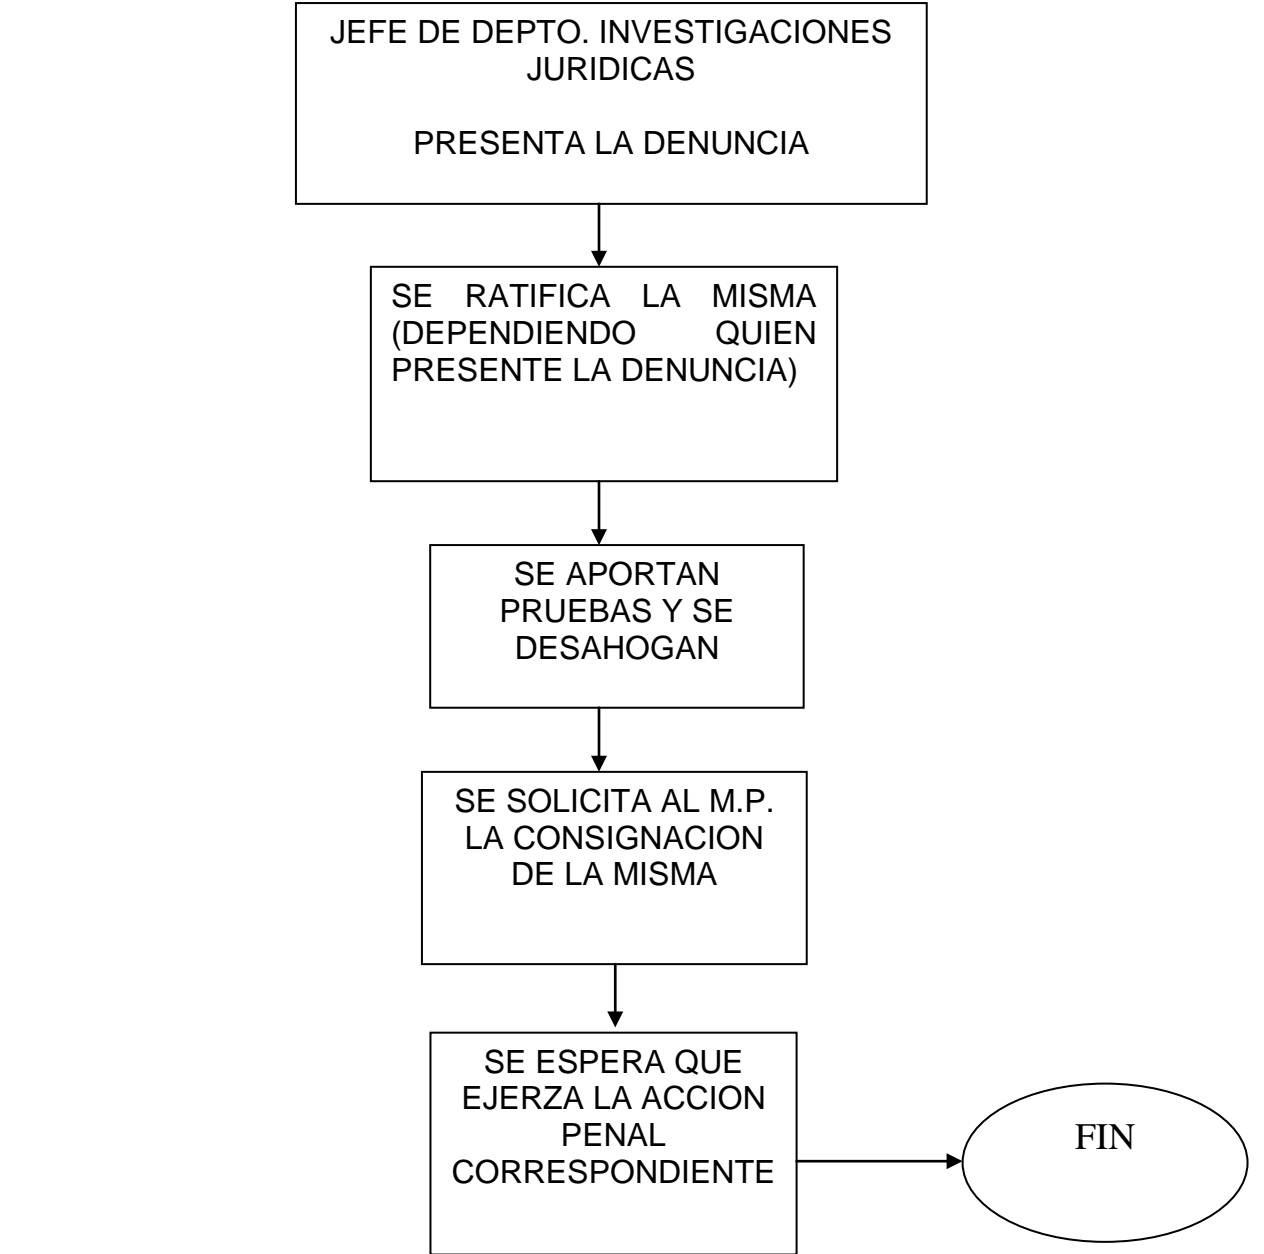 JEFE DE DEPTO. INVESTIGACIONES
JURIDICAS
PRESENTA LA DENUNCIA
SE RATIFICA LA MISMA
(DEPENDIENDO QUIEN
PRESENTE LA DENUNCIA)
SE APORTAN
PRUEBAS Y SE
DESAHOGAN
SE SOLICITA AL M.P.
LA CONSIGNACION
DE LA MISMA
SE ESPERA QUE
EJERZA LA ACCION
PENAL
CORRESPONDIENTE
FIN